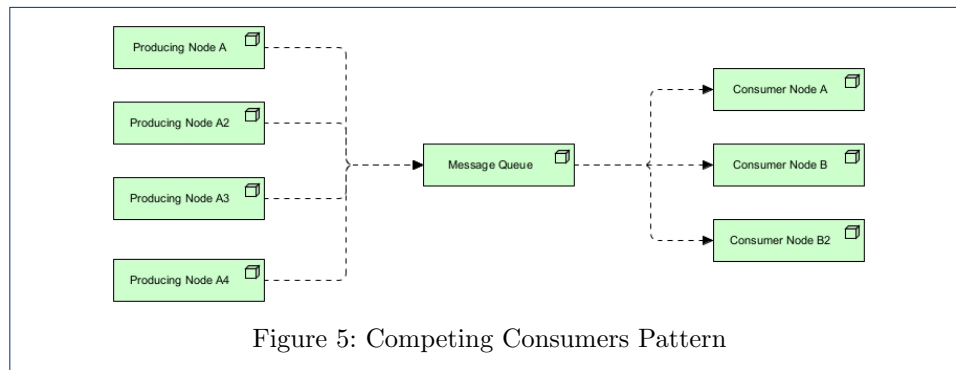 Producing Node A
Producing Node A2
Producing Node A3
Producing Node A4
Message Queue
Consumer Node A
Consumer Node B
Consumer Node B2
Figure 5: Competing Consumers Pattern